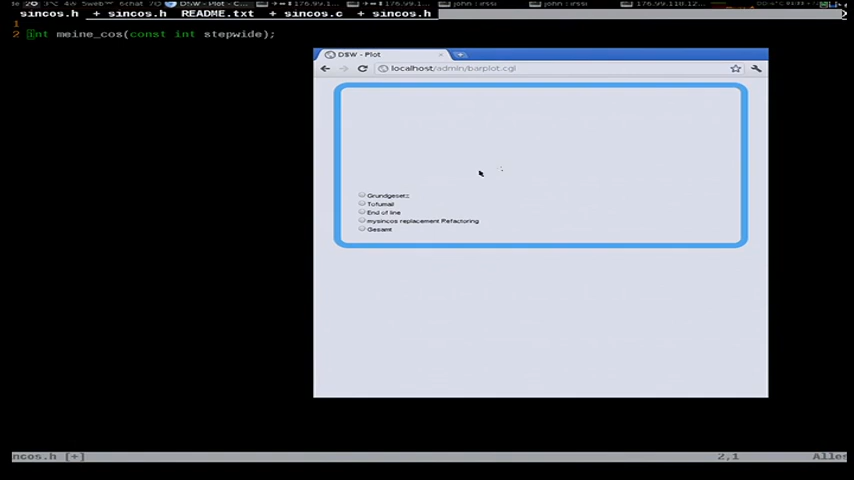 sincos.h + sincos.h README.txt + sincos.c + sincos.h
1
2 int meine_cos(const int stepwide);
DSW - Plot
localhost/admin/barplot.cgi
Grundgesetz
Tofumail
End of line
mysincos replacement Refactoring
Gesamt
ncos.h [+] 2,1 Alles